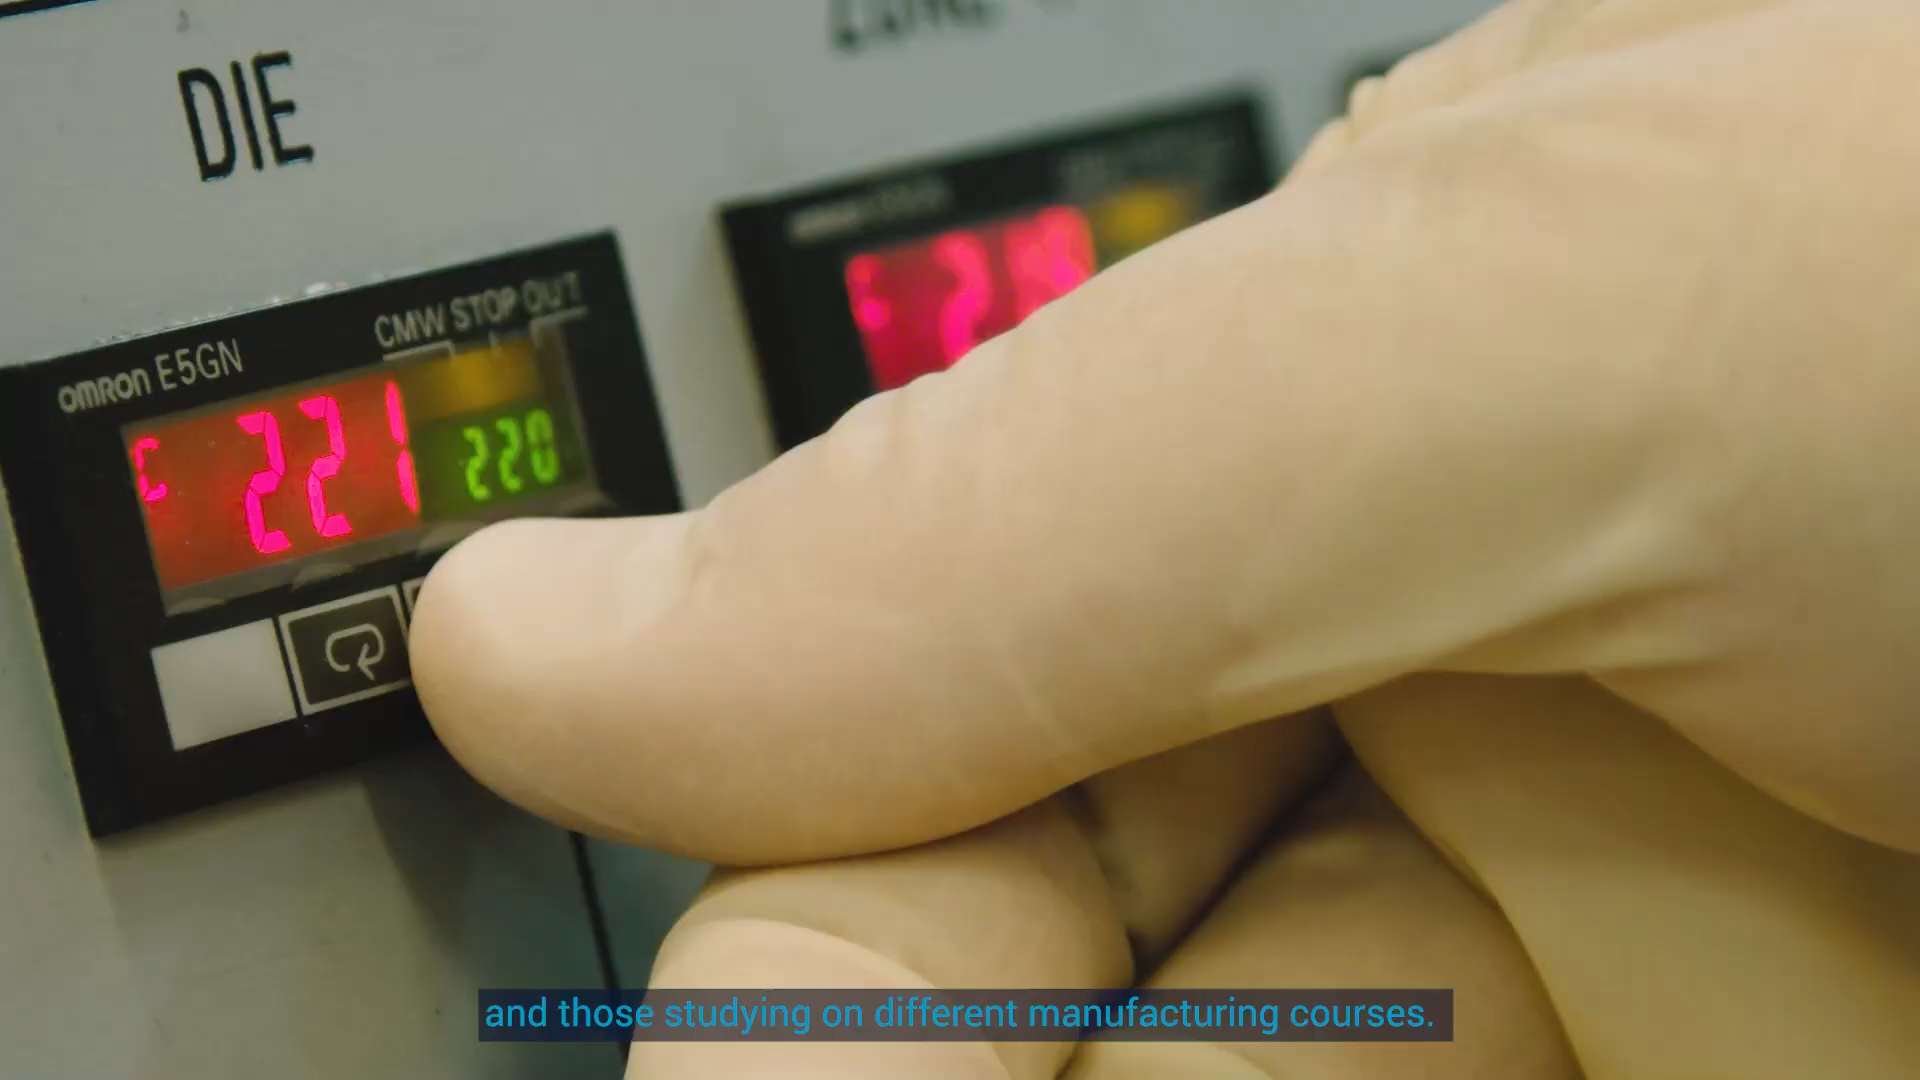 DIE
CMW STOP OUT
OMRON E5GN
C 221
220
and those studying on different manufacturing courses.